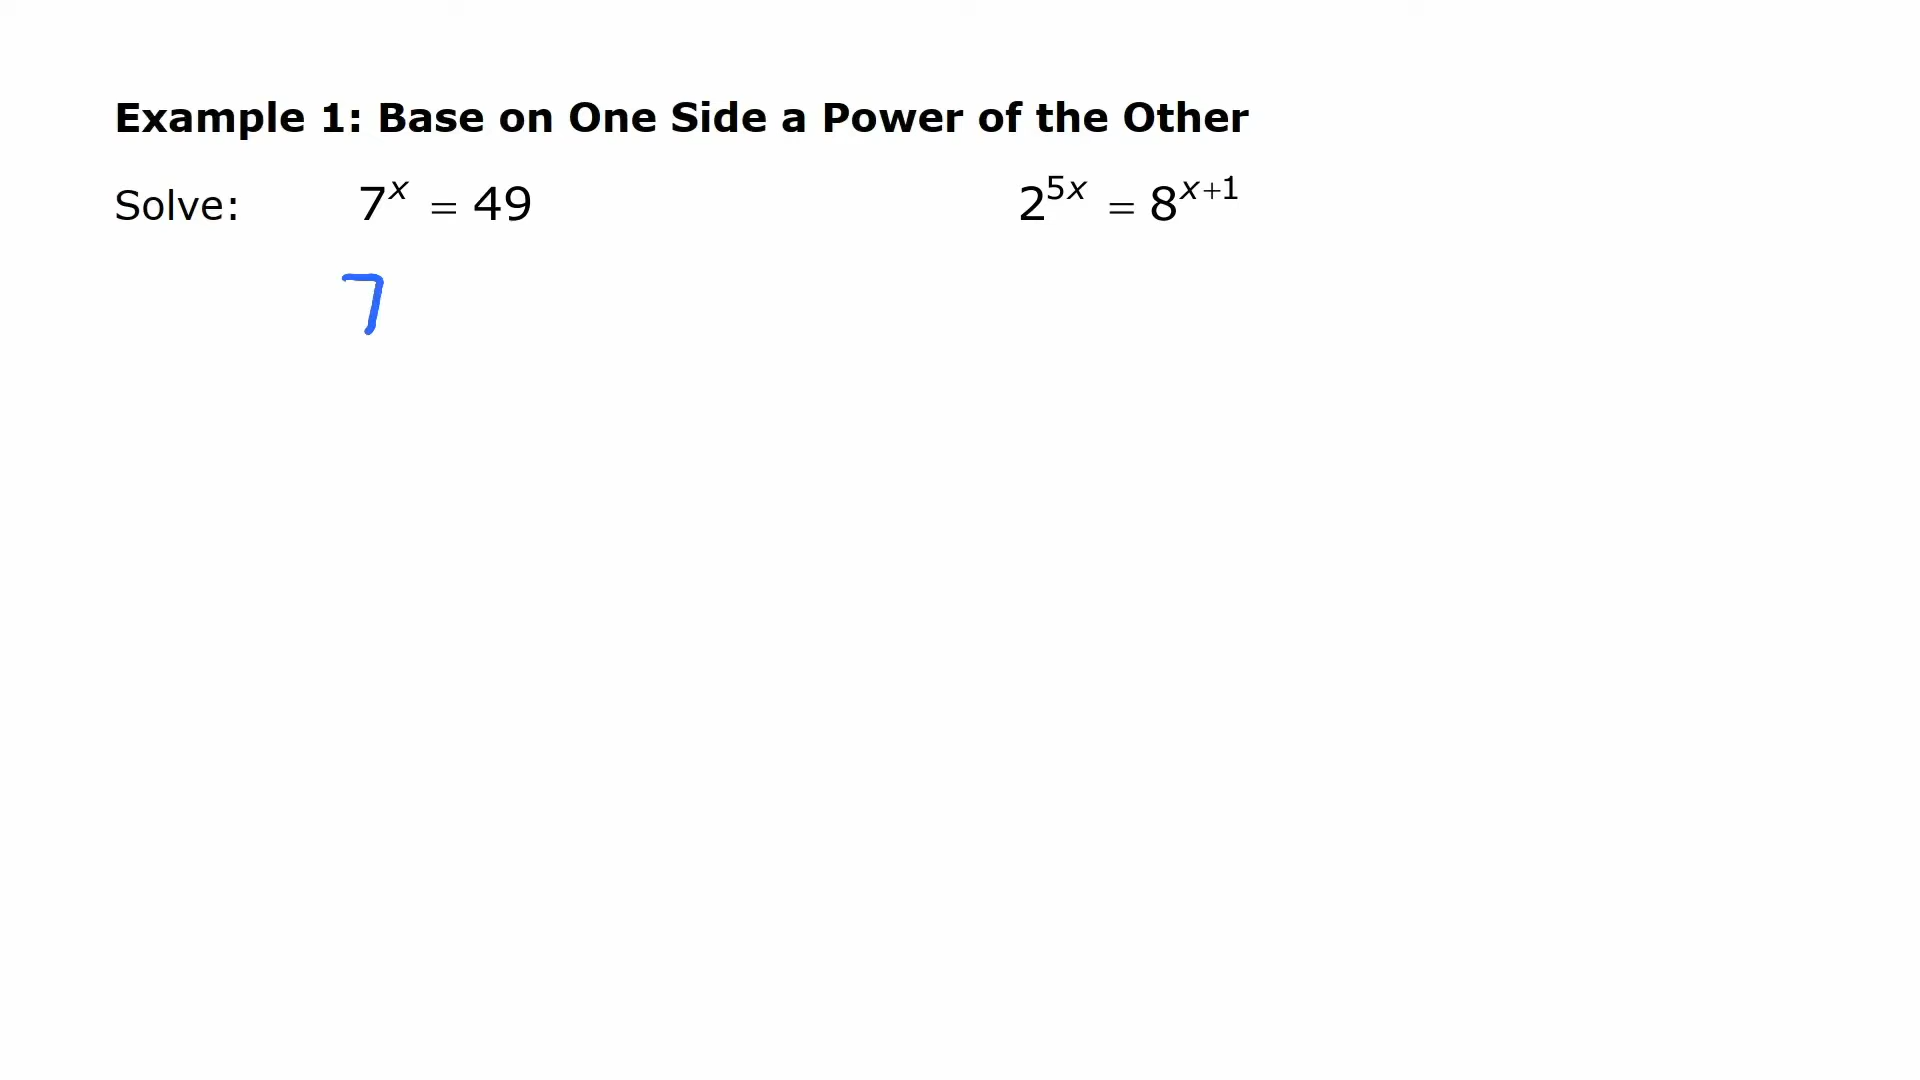 Example 1: Base on One Side a Power of the Other
Solve: 7^x = 49 2^{5x} = 8^{x+1}
7